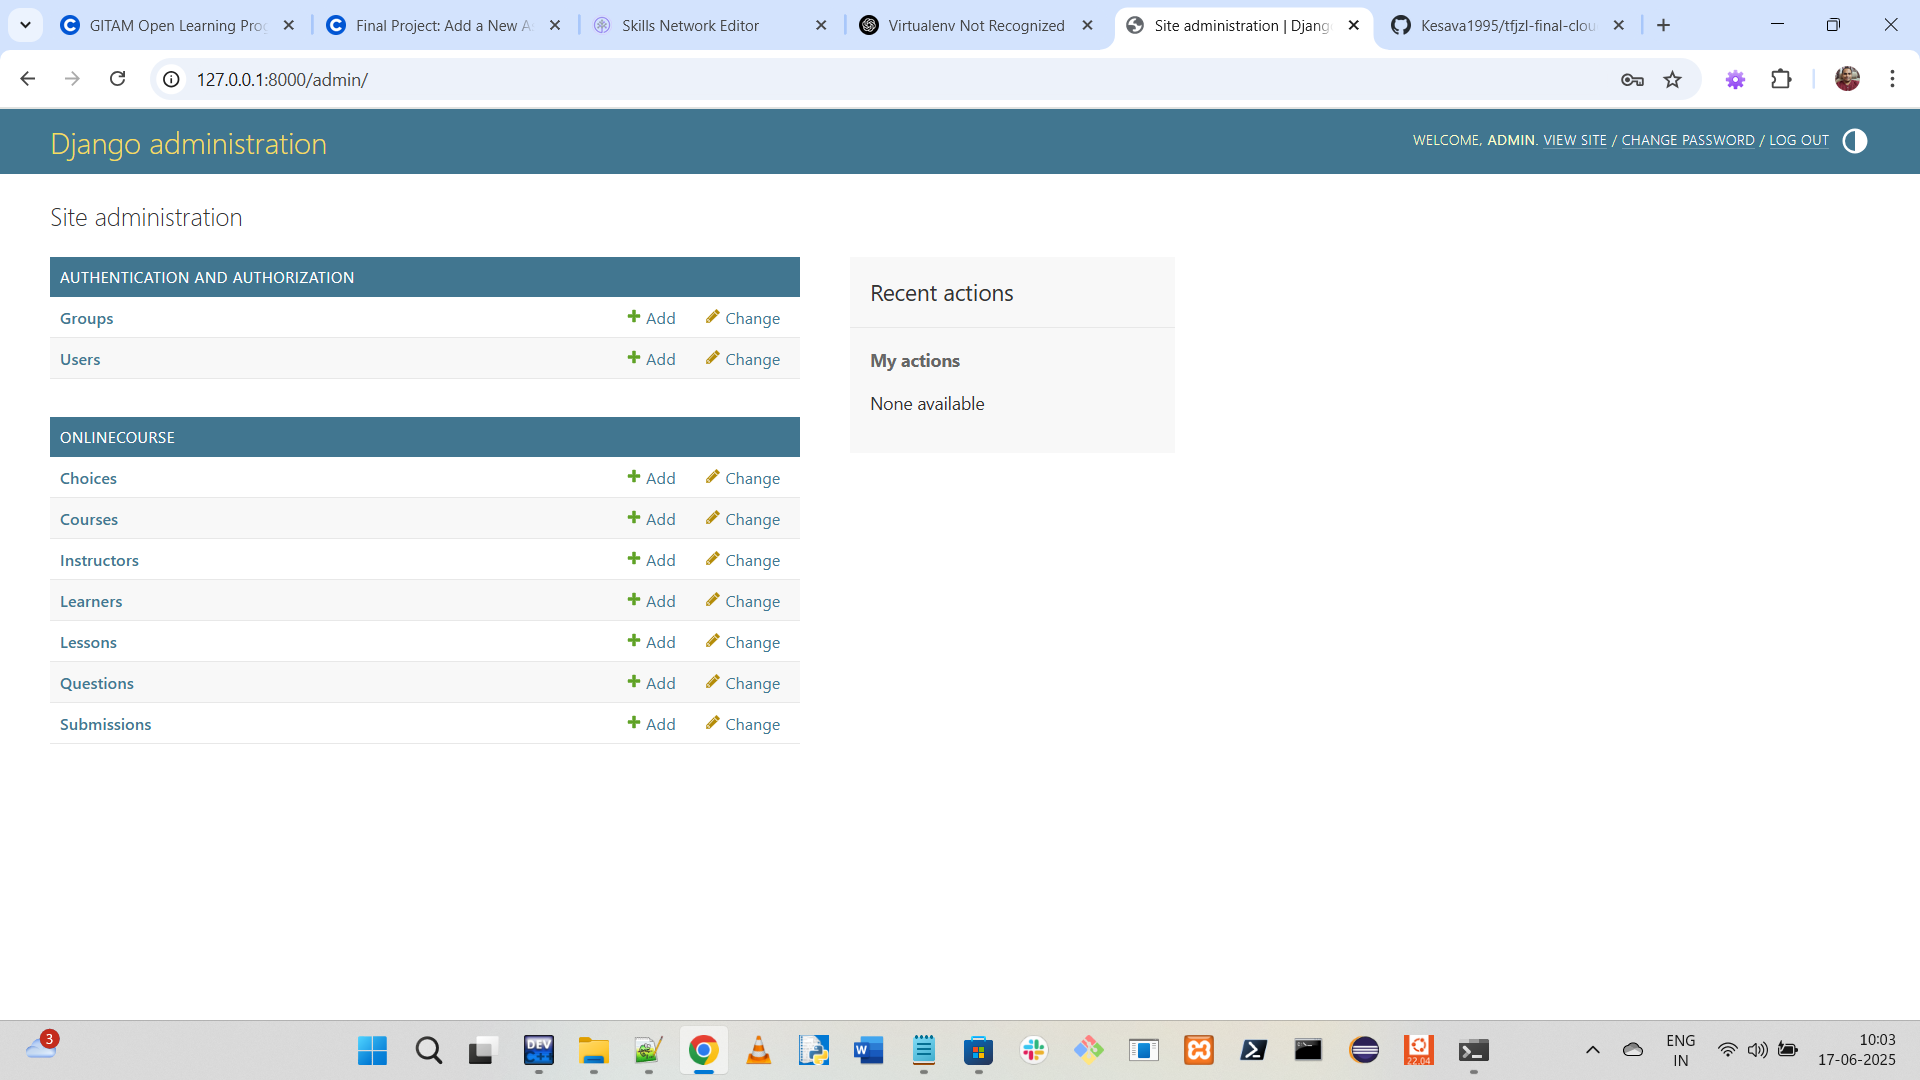 GITAM Open Learning Prog
Final Project: Add a New As
Skills Network Editor
Virtualenv Not Recognized
Site administration | Djang
Kesava1995/tfjzl-final-clou
127.0.0.1:8000/admin/
Django administration
WELCOME, ADMIN. VIEW SITE / CHANGE PASSWORD / LOG OUT
Site administration
AUTHENTICATION AND AUTHORIZATION
Groups Add Change
Users Add Change
ONLINECOURSE
Choices Add Change
Courses Add Change
Instructors Add Change
Learners Add Change
Lessons Add Change
Questions Add Change
Submissions Add Change
Recent actions
My actions
None available
3
DEV
C++
22.04
ENG
IN
10:03
17-06-2025